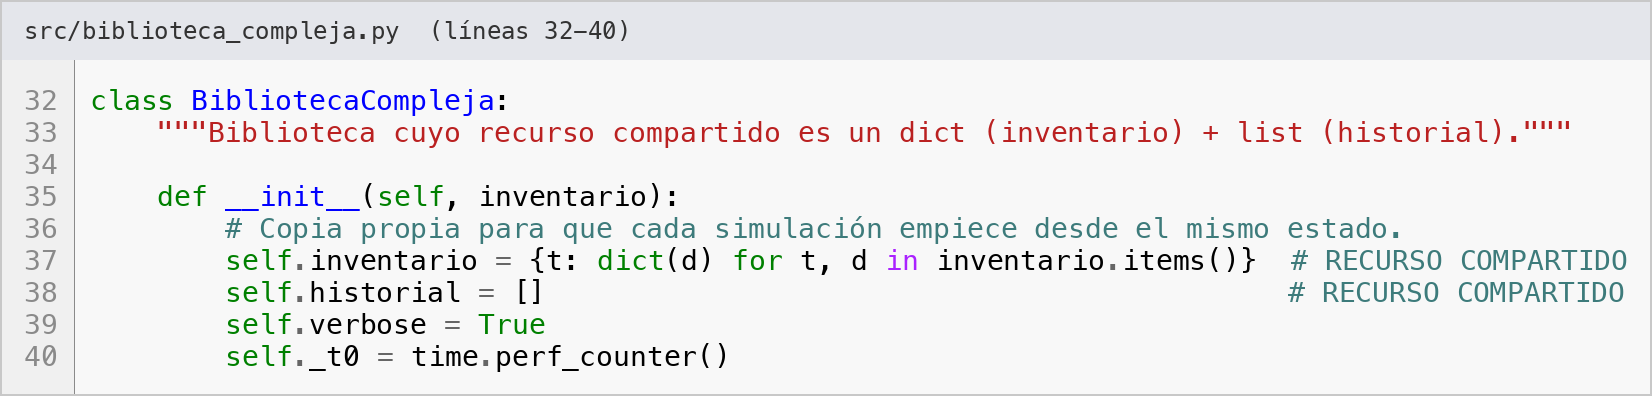 src/biblioteca_compleja.py  (líneas 32–40)
32 class BibliotecaCompleja:
33     """Biblioteca cuyo recurso compartido es un dict (inventario) + list (historial)."""
34
35     def __init__(self, inventario):
36         # Copia propia para que cada simulación empiece desde el mismo estado.
37         self.inventario = {t: dict(d) for t, d in inventario.items()}  # RECURSO COMPARTIDO
38         self.historial = []                                            # RECURSO COMPARTIDO
39         self.verbose = True
40         self._t0 = time.perf_counter()